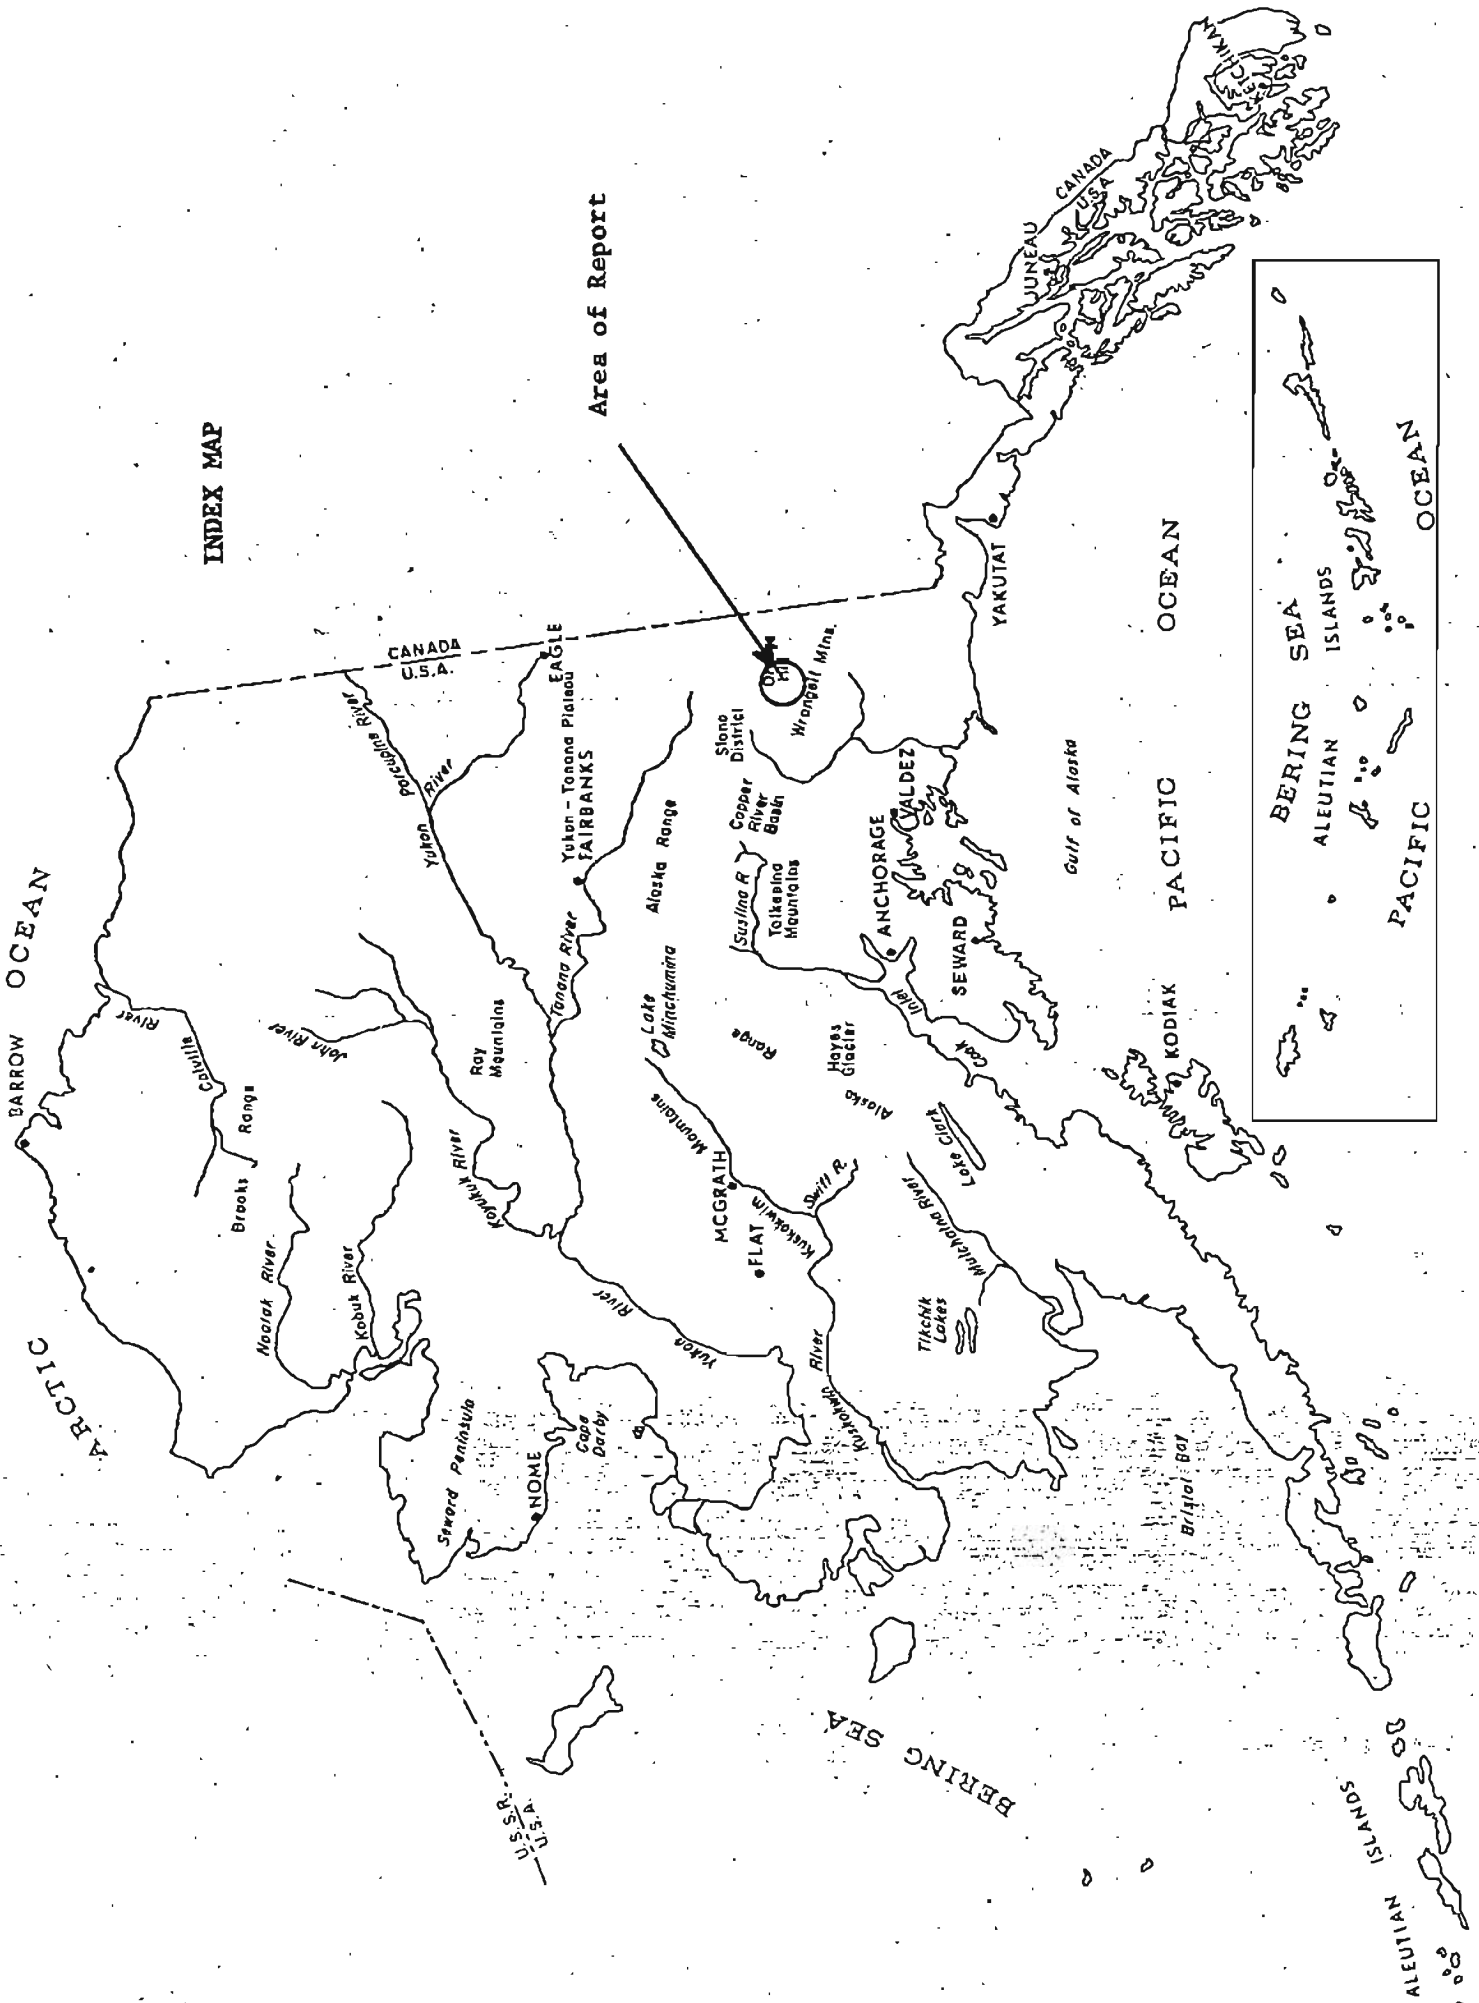 INDEX MAP
Area of Report
ARCTIC
OCEAN
BARROW
Colville
River
John River
Brooks
Range
Noatak River
Kobuk River
Koyukuk River
Ray
Mountains
Porcupine River
Yukon
River
CANADA
U.S.A.
EAGLE
Yukon - Tanana Plateau
FAIRBANKS
Tanana River
Seward Peninsula
NOME
Cape
Darby
Yukon
River
Lake
Minchumina
Alaska Range
Slana
District
Wrangell Mtns.
Copper
River
Basin
Susitna R
Talkeetna
Mountains
Mountains
MCGRATH
FLAT
Kuskokwim
Swift R.
Kuskokwim
River
Range
Alaska
Hayes
Glacier
Lake Clark
Mulchatna River
Tikchik
Lakes
ANCHORAGE
VALDEZ
SEWARD
Cook
Inlet
KODIAK
YAKUTAT
JUNEAU
CANADA
U.S.A.
Gulf of Alaska
PACIFIC
OCEAN
Bristol Bay
U.S.S.R.
U.S.A.
BERING SEA
ALEUTIAN
ISLANDS
BERING
SEA
ALEUTIAN
ISLANDS
PACIFIC
OCEAN